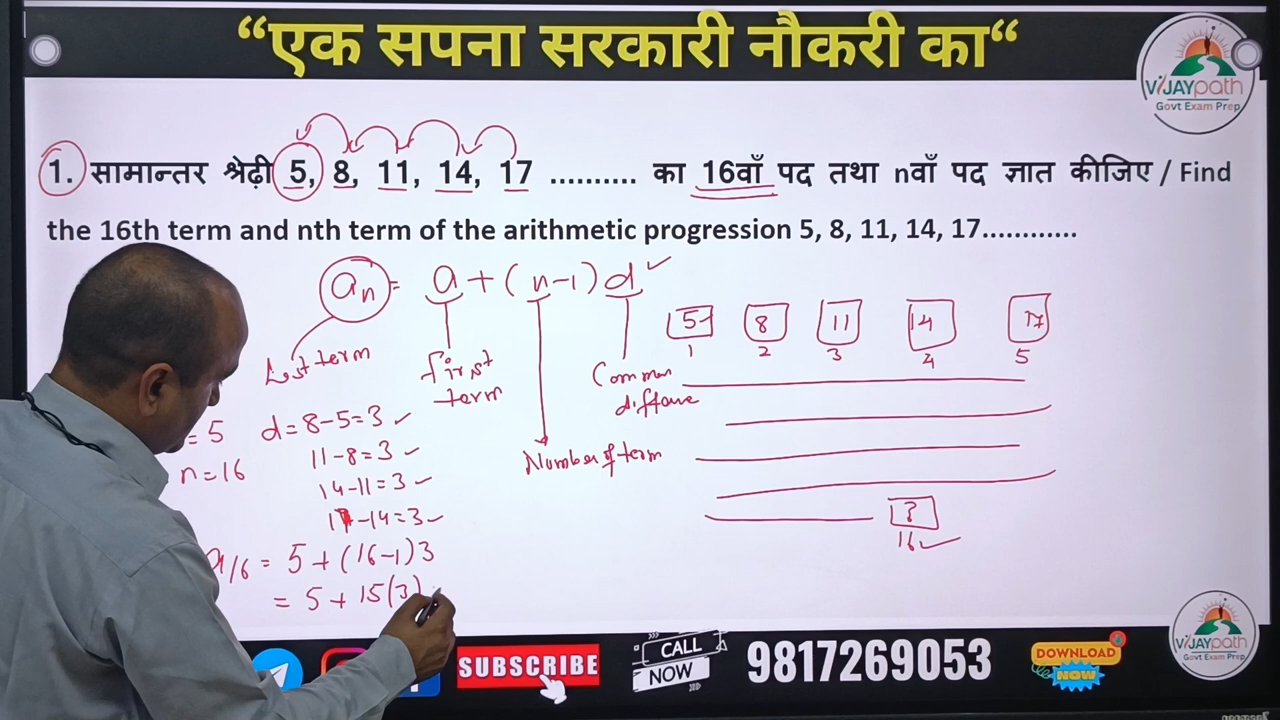 “एक सपना सरकारी नौकरी का“
VIJAYpath
Govt Exam Prep
1. सामान्तर श्रेढ़ी 5, 8, 11, 14, 17 .......... का 16वाँ पद तथा nवाँ पद ज्ञात कीजिए / Find
the 16th term and nth term of the arithmetic progression 5, 8, 11, 14, 17............
an = a + (n-1) d
5 8 11 14 17
1 2 3 4 5
Last term
first term
Common
= 5
d = 8-5=3
Number of term
n=16
11-8=3
14-11=3
17-14=3
?
16
a16 = 5 + (16-1)3
= 5 + 15(3)
VIJAYpath
Govt Exam Prep
SUBSCRIBE
CALL
NOW
9817269053
DOWNLOAD
NOW